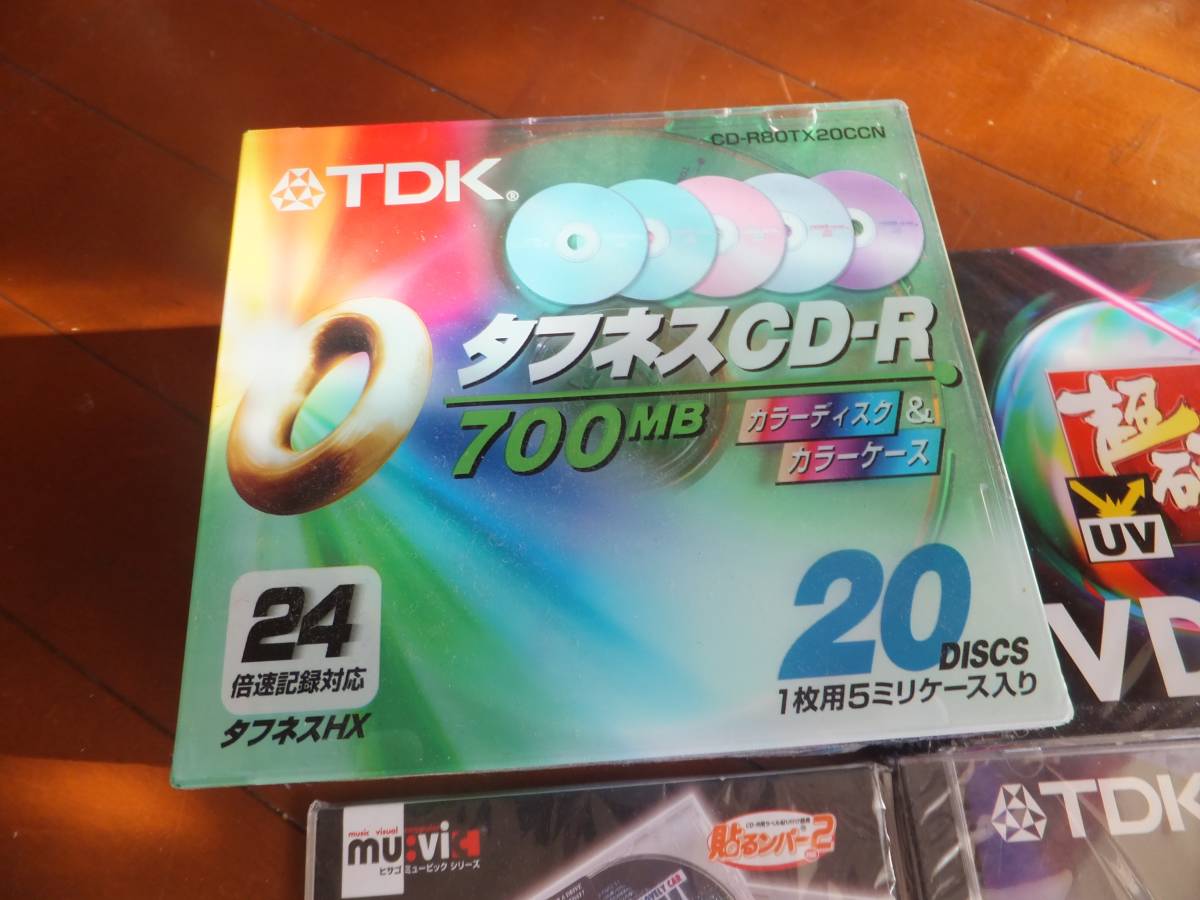 CD-R80TX20CCN
TDK®
タフネスCD-R
700MB
カラーディスク &
カラーケース
24
倍速記録対応
タフネスHX
20
DISCS
1枚用5ミリケース入り
超
UV
VD
music visual
mu:vic
ヒサゴ ミュービック シリーズ
貼るンバー2
TDK